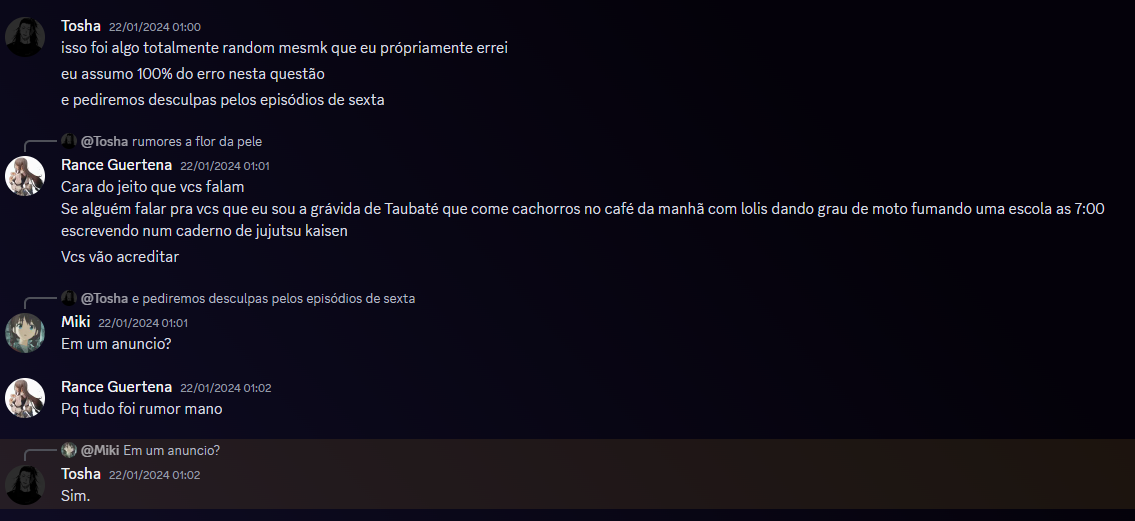 Tosha 22/01/2024 01:00
isso foi algo totalmente random mesmk que eu própriamente errei
eu assumo 100% do erro nesta questão
e pediremos desculpas pelos episódios de sexta
@Tosha rumores a flor da pele
Rance Guertena 22/01/2024 01:01
Cara do jeito que vcs falam
Se alguém falar pra vcs que eu sou a grávida de Taubaté que come cachorros no café da manhã com lolis dando grau de moto fumando uma escola as 7:00
escrevendo num caderno de jujutsu kaisen
Vcs vão acreditar
@Tosha e pediremos desculpas pelos episódios de sexta
Miki 22/01/2024 01:01
Em um anuncio?
Rance Guertena 22/01/2024 01:02
Pq tudo foi rumor mano
@Miki Em um anuncio?
Tosha 22/01/2024 01:02
Sim.